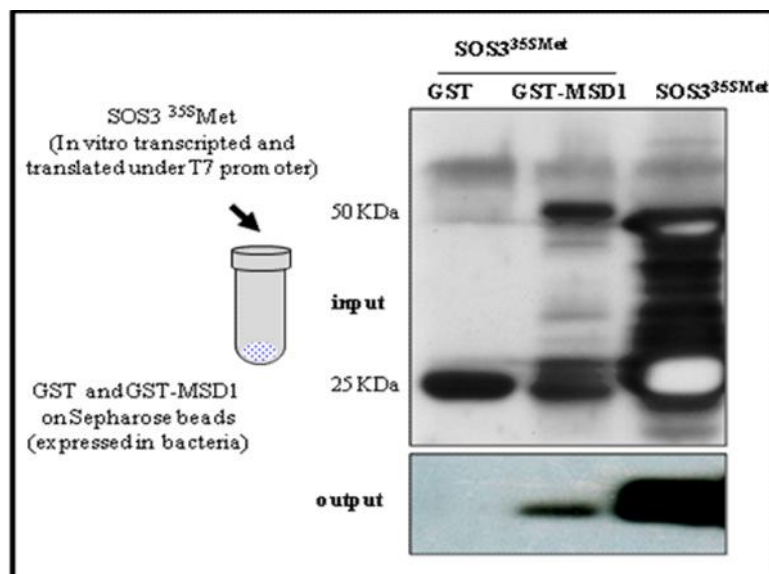 SOS3³⁵ˢᴹᵉᵗ
GST GST-MSD1 SOS3³⁵ˢᴹᵉᵗ
SOS3 ³⁵ˢMet
(In vitro transcripted and
translated under T7 promoter)
50 KDa
input
25 KDa
GST and GST-MSD1
on Sepharose beads
(expressed in bacteria)
output